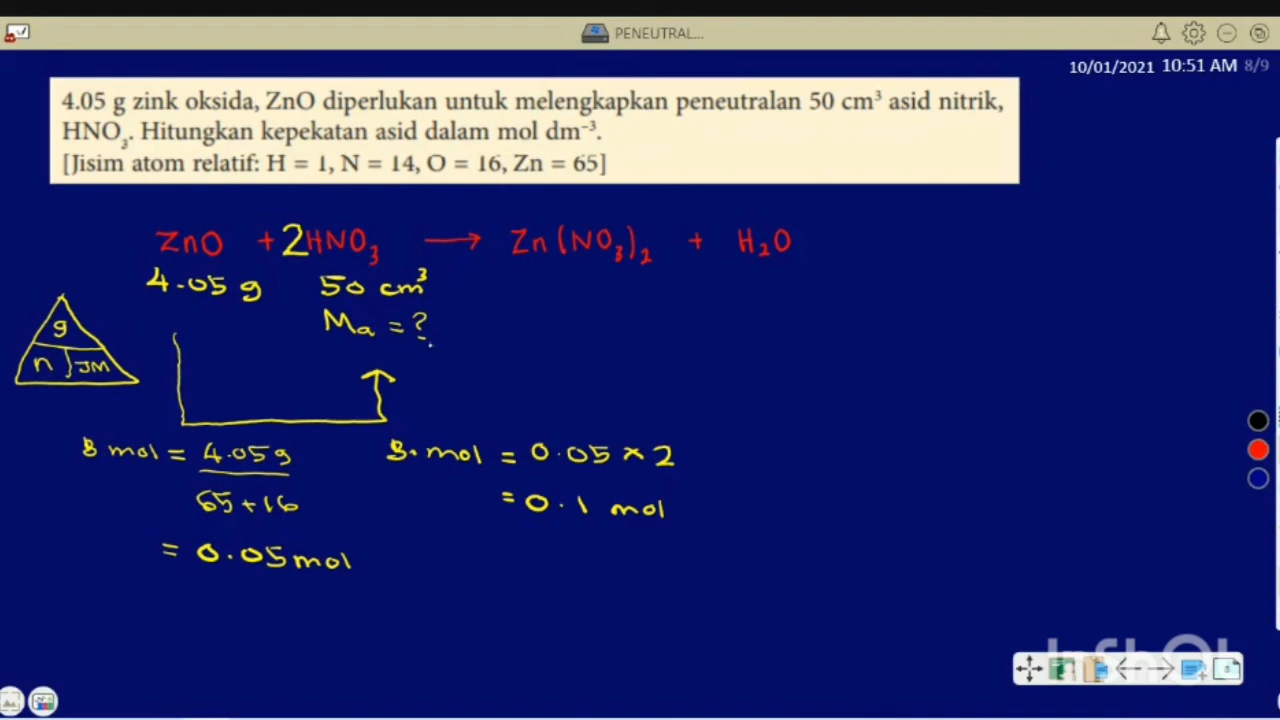 PENEUTRAL...
10/01/2021 10:51 AM 8/9
4.05 g zink oksida, ZnO diperlukan untuk melengkapkan peneutralan 50 cm³ asid nitrik,
HNO₃. Hitungkan kepekatan asid dalam mol dm⁻³.
[Jisim atom relatif: H = 1, N = 14, O = 16, Zn = 65]
ZnO + 2HNO₃ → Zn(NO₃)₂ + H₂O
4.05 g 50 cm³
Ma = ?
g
n JM
B mol = 4.05g B. mol = 0.05 × 2
65+16 = 0.1 mol
= 0.05 mol